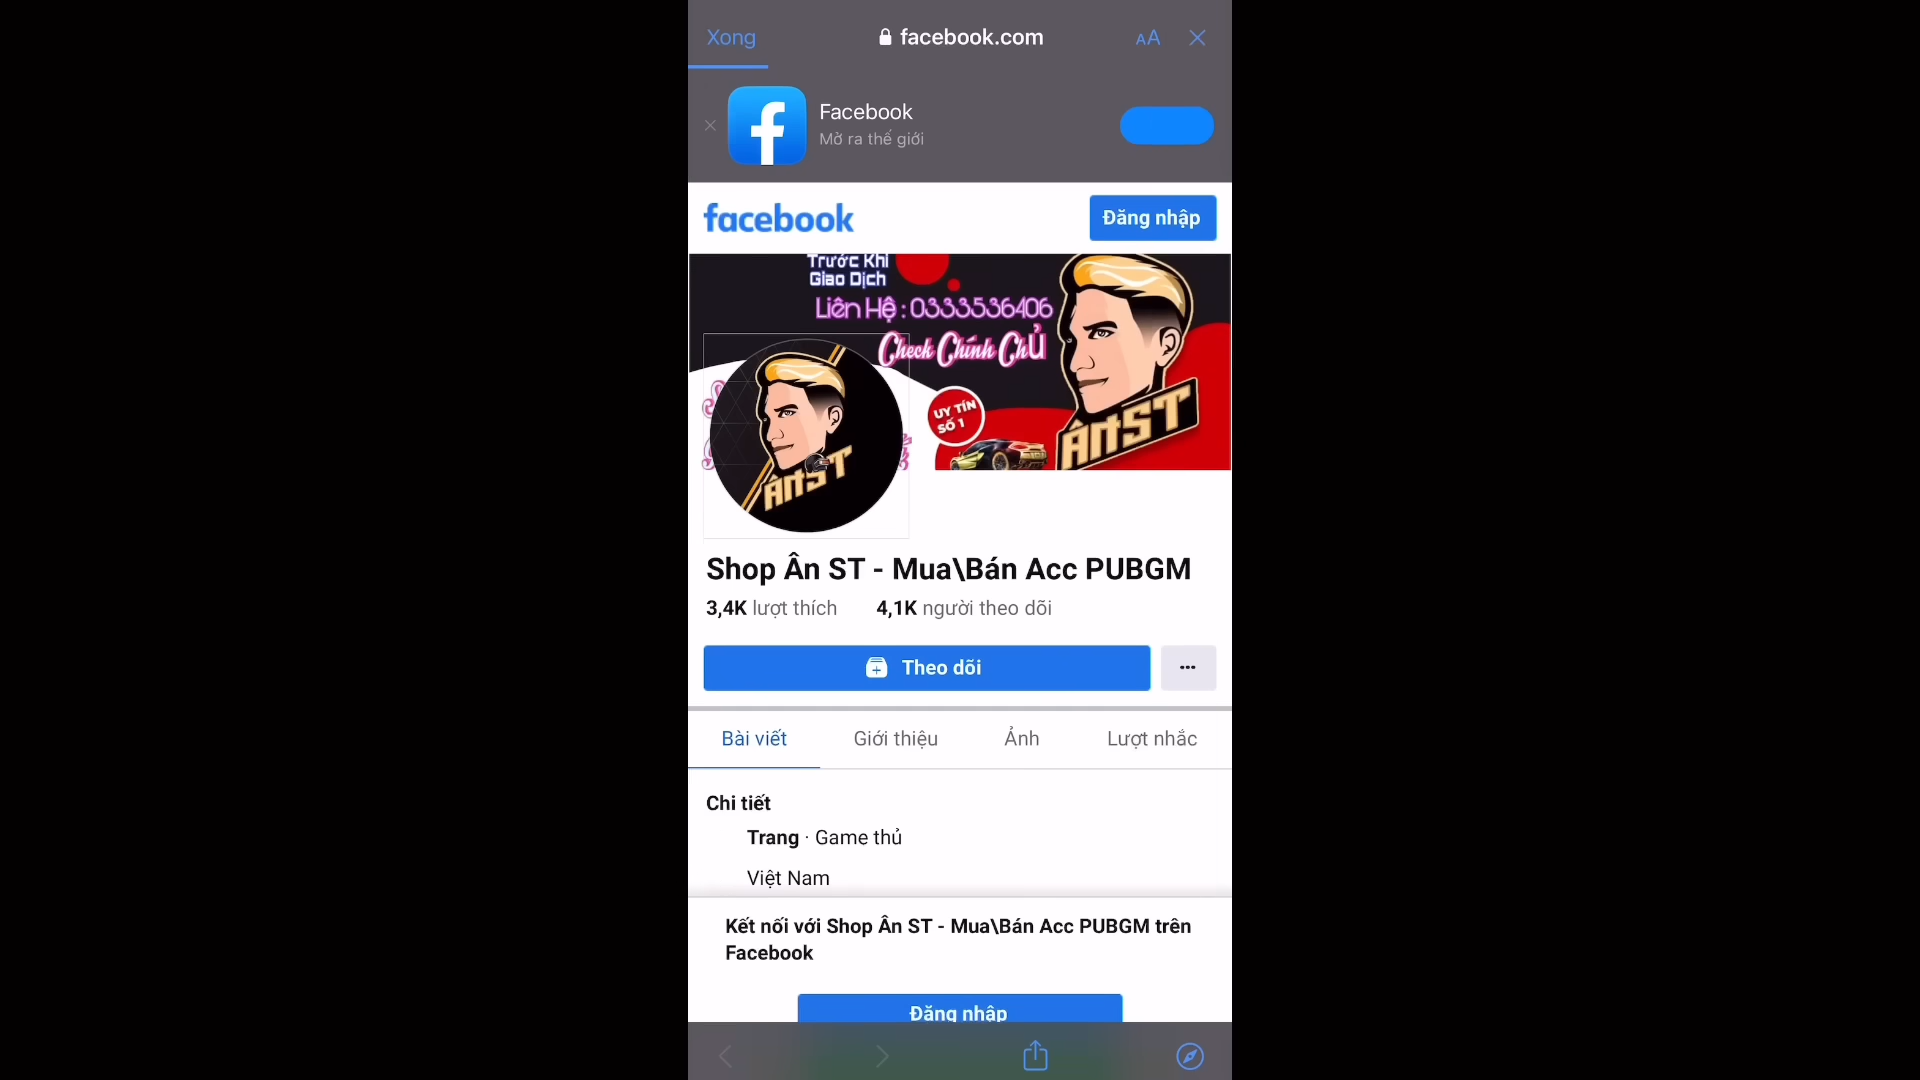 Xong
facebook.com
AA
Facebook
Mở ra thế giới
facebook
Đăng nhập
Trước Khi
Giao Dịch
Liên Hệ : 0333536406
Check Chính Chủ
UY TÍN
SỐ 1
ÂNST
ÂNST
Shop Ân ST - Mua\Bán Acc PUBGM
3,4K lượt thích 4,1K người theo dõi
Theo dõi
Bài viết Giới thiệu Ảnh Lượt nhắc
Chi tiết
Trang · Game thủ
Việt Nam
Kết nối với Shop Ân ST - Mua\Bán Acc PUBGM trên
Facebook
Đăng nhập